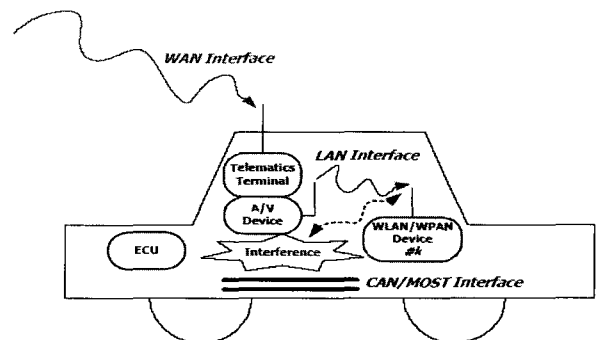 WAN Interface
Telematics
Terminal
LAN Interface
A/V
Device
WLAN/WPAN
Device
#k
ECU
Interference
CAN/MOST Interface